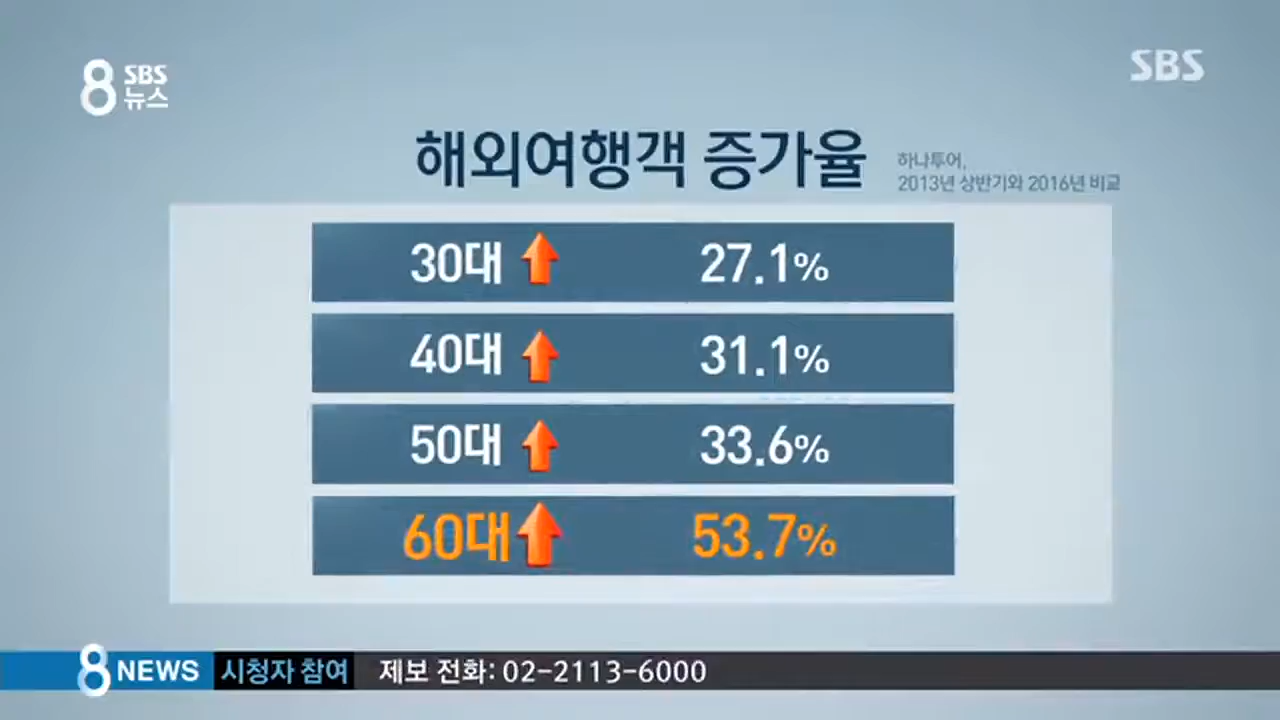 8 SBS
뉴스
SBS
해외여행객 증가율
하나투어,
2013년 상반기와 2016년 비교
30대 27.1%
40대 31.1%
50대 33.6%
60대 53.7%
8 NEWS 시청자 참여 제보 전화: 02-2113-6000